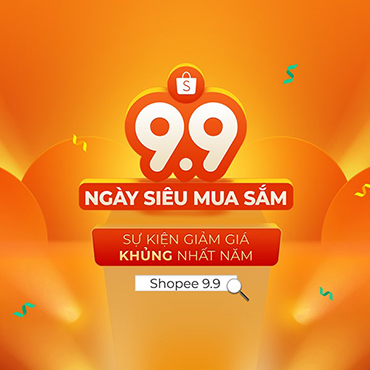 S
9.9
NGÀY SIÊU MUA SẮM
SỰ KIỆN GIẢM GIÁ
KHỦNG NHẤT NĂM
Shopee 9.9